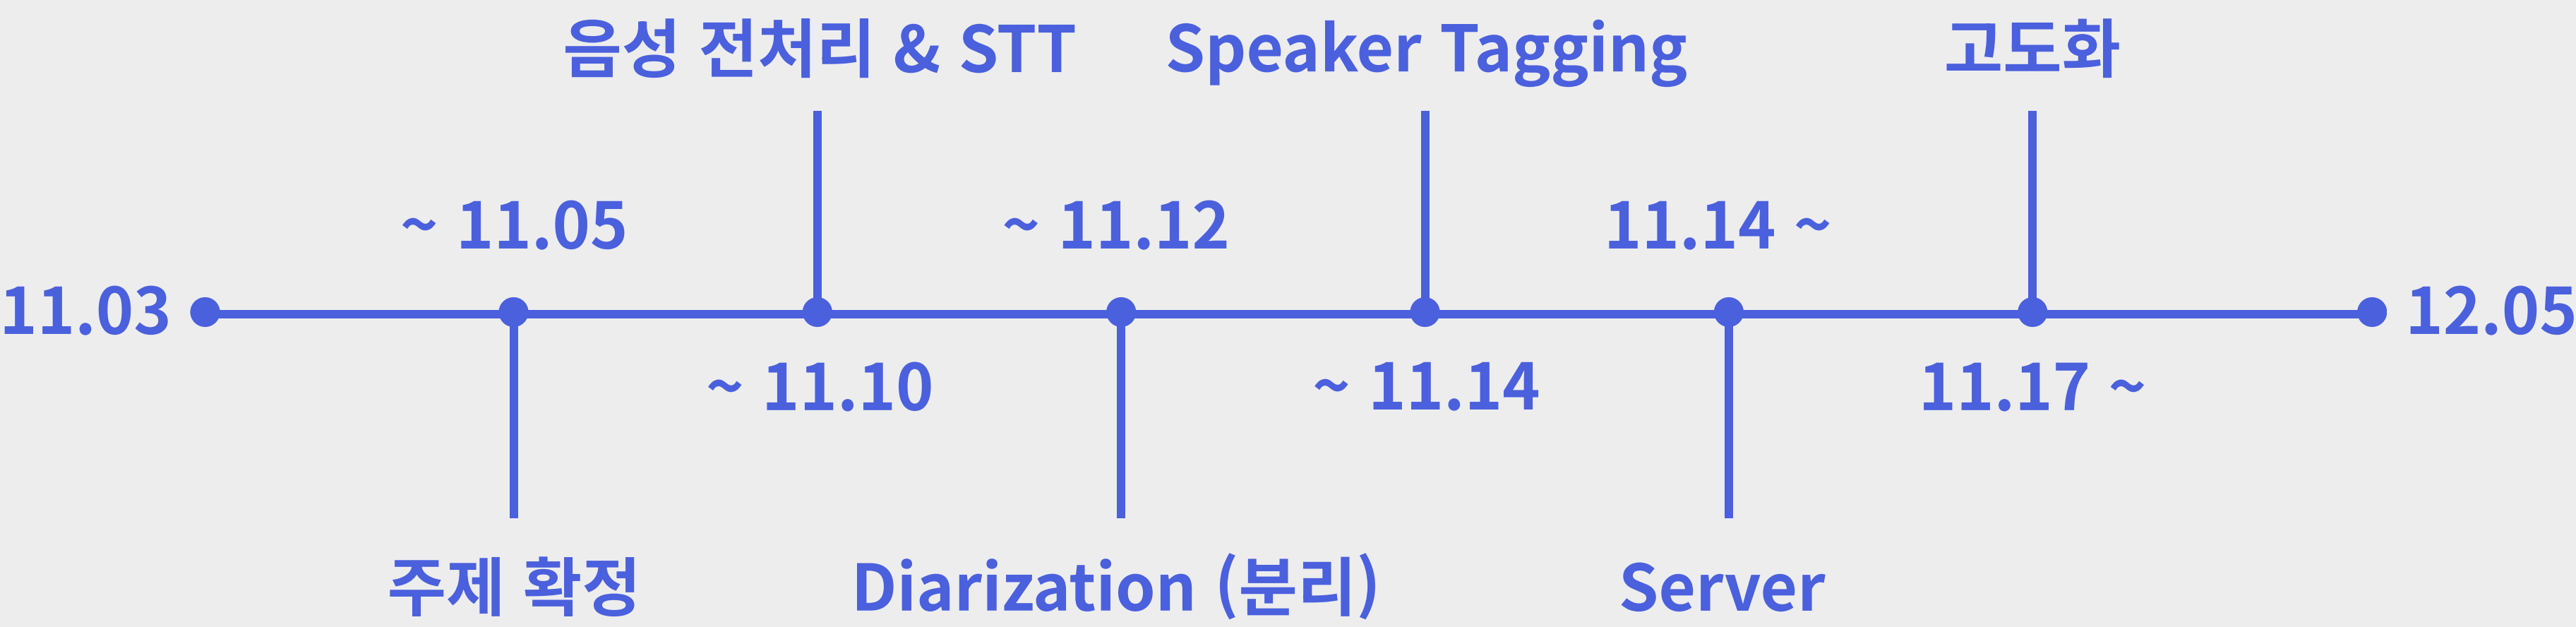 음성 전처리 & STT
Speaker Tagging
고도화
~ 11.05
~ 11.12
11.14 ~
11.03
12.05
~ 11.10
~ 11.14
11.17 ~
주제 확정
Diarization (분리)
Server